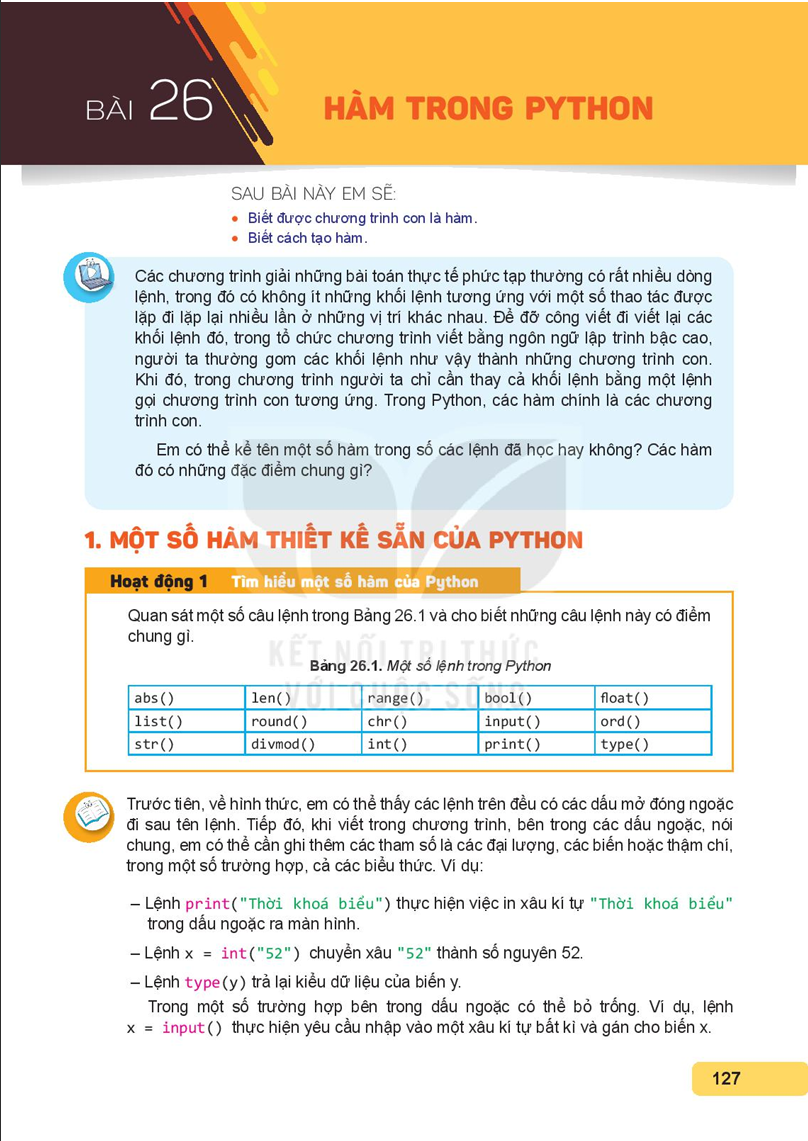 BÀI 26
HÀM TRONG PYTHON
SAU BÀI NÀY EM SẼ:
• Biết được chương trình con là hàm.
• Biết cách tạo hàm.
Các chương trình giải những bài toán thực tế phức tạp thường có rất nhiều dòng
lệnh, trong đó có không ít những khối lệnh tương ứng với một số thao tác được
lặp đi lặp lại nhiều lần ở những vị trí khác nhau. Để đỡ công viết đi viết lại các
khối lệnh đó, trong tổ chức chương trình viết bằng ngôn ngữ lập trình bậc cao,
người ta thường gom các khối lệnh như vậy thành những chương trình con.
Khi đó, trong chương trình người ta chỉ cần thay cả khối lệnh bằng một lệnh
gọi chương trình con tương ứng. Trong Python, các hàm chính là các chương
trình con.
Em có thể kể tên một số hàm trong số các lệnh đã học hay không? Các hàm
đó có những đặc điểm chung gì?
1. MỘT SỐ HÀM THIẾT KẾ SẴN CỦA PYTHON
Hoạt động 1 Tìm hiểu một số hàm của Python
Quan sát một số câu lệnh trong Bảng 26.1 và cho biết những câu lệnh này có điểm
chung gì.
KẾT NỐI TRI THỨC
Bảng 26.1. Một số lệnh trong Python
VỚI CUỘC SỐNG
abs() len() range() bool() float()
list() round() chr() input() ord()
str() divmod() int() print() type()
Trước tiên, về hình thức, em có thể thấy các lệnh trên đều có các dấu mở đóng ngoặc
đi sau tên lệnh. Tiếp đó, khi viết trong chương trình, bên trong các dấu ngoặc, nói
chung, em có thể cần ghi thêm các tham số là các đại lượng, các biến hoặc thậm chí,
trong một số trường hợp, cả các biểu thức. Ví dụ:
– Lệnh print("Thời khoá biểu") thực hiện việc in xâu kí tự "Thời khoá biểu"
trong dấu ngoặc ra màn hình.
– Lệnh x = int("52") chuyển xâu "52" thành số nguyên 52.
– Lệnh type(y) trả lại kiểu dữ liệu của biến y.
Trong một số trường hợp bên trong dấu ngoặc có thể bỏ trống. Ví dụ, lệnh
x = input() thực hiện yêu cầu nhập vào một xâu kí tự bất kì và gán cho biến x.
127